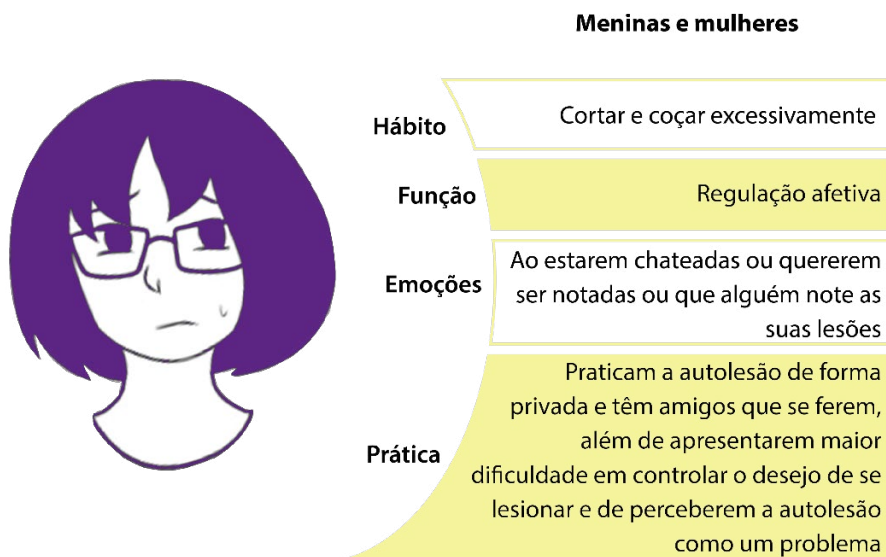 Meninas e mulheres
Hábito
Cortar e coçar excessivamente
Função
Regulação afetiva
Emoções
Ao estarem chateadas ou quererem
ser notadas ou que alguém note as
suas lesões
Prática
Praticam a autolesão de forma
privada e têm amigos que se ferem,
além de apresentarem maior
dificuldade em controlar o desejo de se
lesionar e de perceberem a autolesão
como um problema